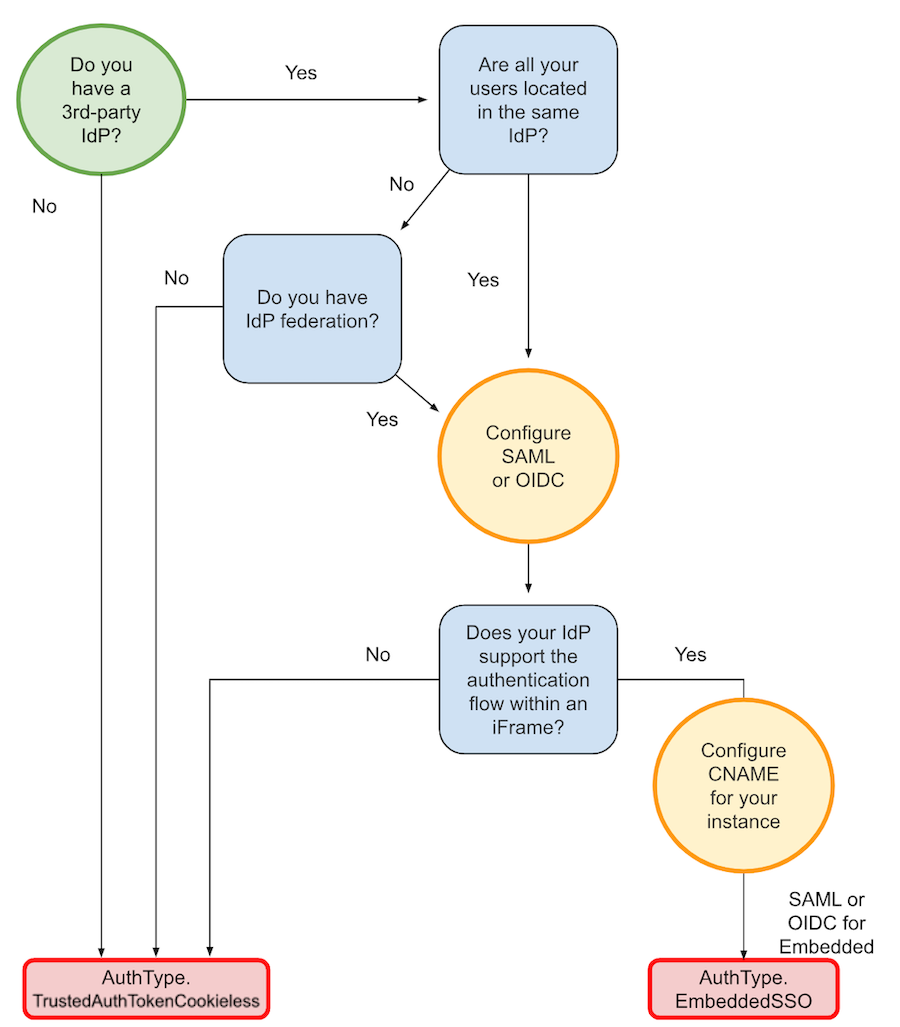 Do you
have a
3rd-party
IdP?
Yes
Are all your
users located
in the same
IdP?
No
No
Yes
No
Do you have
IdP federation?
Yes
Configure
SAML
or OIDC
Does your IdP
support the
authentication
flow within an
iFrame?
No
Yes
Configure
CNAME
for your
instance
SAML or
OIDC for
Embedded
AuthType.
TrustedAuthTokenCookieless
AuthType.
EmbeddedSSO